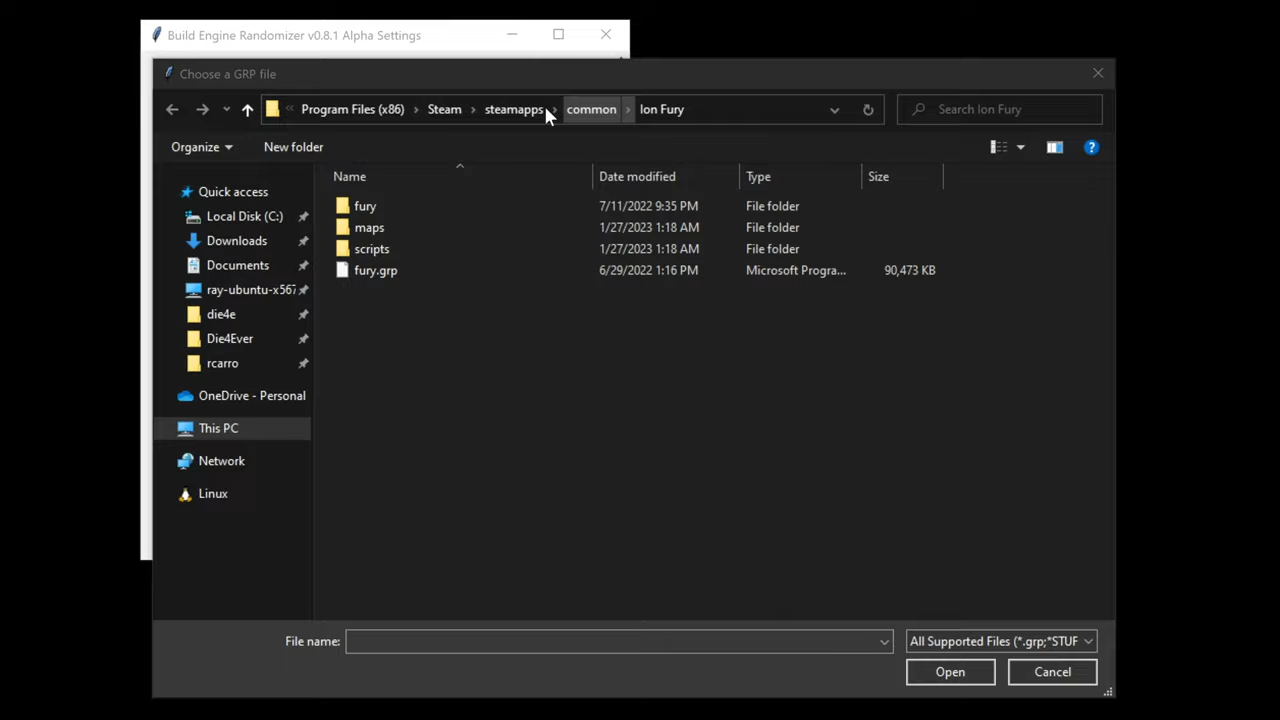 Build Engine Randomizer v0.8.1 Alpha Settings
Choose a GRP file
« Program Files (x86) › Steam › steamapps › common › Ion Fury
Search Ion Fury
Organize
New folder
Name
Date modified
Type
Size
fury 7/11/2022 9:35 PM File folder
maps 1/27/2023 1:18 AM File folder
scripts 1/27/2023 1:18 AM File folder
fury.grp 6/29/2022 1:16 PM Microsoft Progra... 90,473 KB
Quick access
Local Disk (C:)
Downloads
Documents
ray-ubuntu-x567
die4e
Die4Ever
rcarro
OneDrive - Personal
This PC
Network
Linux
File name:
All Supported Files (*.grp;*STUF
Open
Cancel